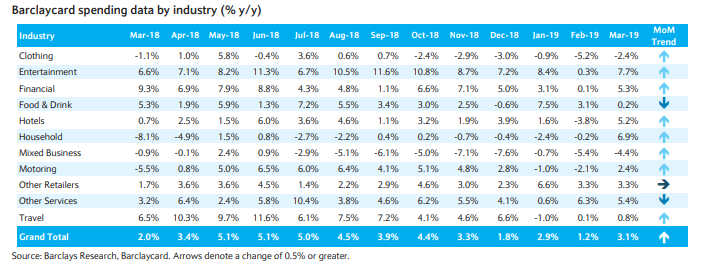 Barclaycard spending data by industry (% y/y)
Industry Mar-18 Apr-18 May-18 Jun-18 Jul-18 Aug-18 Sep-18 Oct-18 Nov-18 Dec-18 Jan-19 Feb-19 Mar-19 MoM Trend
Clothing -1.1% 1.0% 5.8% -0.4% 3.6% 0.6% 0.7% -2.4% -2.9% -3.0% -0.9% -5.2% -2.4%
Entertainment 6.6% 7.1% 8.2% 11.3% 6.7% 10.5% 11.6% 10.8% 8.7% 7.2% 8.4% 0.3% 7.7%
Financial 9.3% 6.9% 7.9% 8.8% 4.3% 4.8% 1.1% 6.6% 7.1% 5.0% 3.1% 0.1% 5.3%
Food & Drink 5.3% 1.9% 5.9% 1.3% 7.2% 5.5% 3.4% 3.0% 2.5% -0.6% 7.5% 3.1% 0.2%
Hotels 0.7% 2.5% 1.5% 6.0% 3.6% 4.6% 1.1% 3.2% 1.9% 3.9% 1.6% -3.8% 5.2%
Household -8.1% -4.9% 1.5% 0.8% -2.7% -2.2% 0.4% 0.2% -0.7% -0.4% -2.4% -0.2% 6.9%
Mixed Business -0.9% -0.1% 2.4% 0.9% -2.9% -5.1% -6.1% -5.0% -7.1% -7.6% -0.7% -5.4% -4.4%
Motoring -5.5% 0.8% 5.0% 6.5% 6.0% 6.4% 4.1% 5.1% 4.8% 2.8% -1.0% -2.1% 2.4%
Other Retailers 1.7% 3.6% 3.6% 4.5% 1.4% 2.2% 2.9% 4.6% 3.0% 2.3% 6.6% 3.3% 3.3%
Other Services 3.2% 6.4% 2.4% 5.8% 10.4% 3.8% 4.6% 6.2% 5.5% 4.1% 0.6% 6.3% 5.4%
Travel 6.5% 10.3% 9.7% 11.6% 6.1% 7.5% 7.2% 4.1% 4.6% 6.6% -1.0% 0.1% 0.8%
Grand Total 2.0% 3.4% 5.1% 5.1% 5.0% 4.5% 3.9% 4.4% 3.3% 1.8% 2.9% 1.2% 3.1%
Source: Barclays Research, Barclaycard. Arrows denote a change of 0.5% or greater.